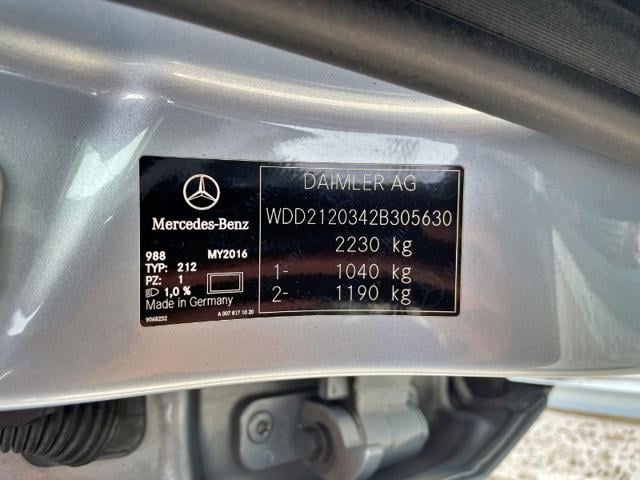 Mercedes-Benz
988 MY2016
TYP: 212
PZ: 1
1,0 %
Made in Germany
9068232 A 007 817 10 20
DAIMLER AG
WDD2120342B305630
2230 kg
1- 1040 kg
2- 1190 kg